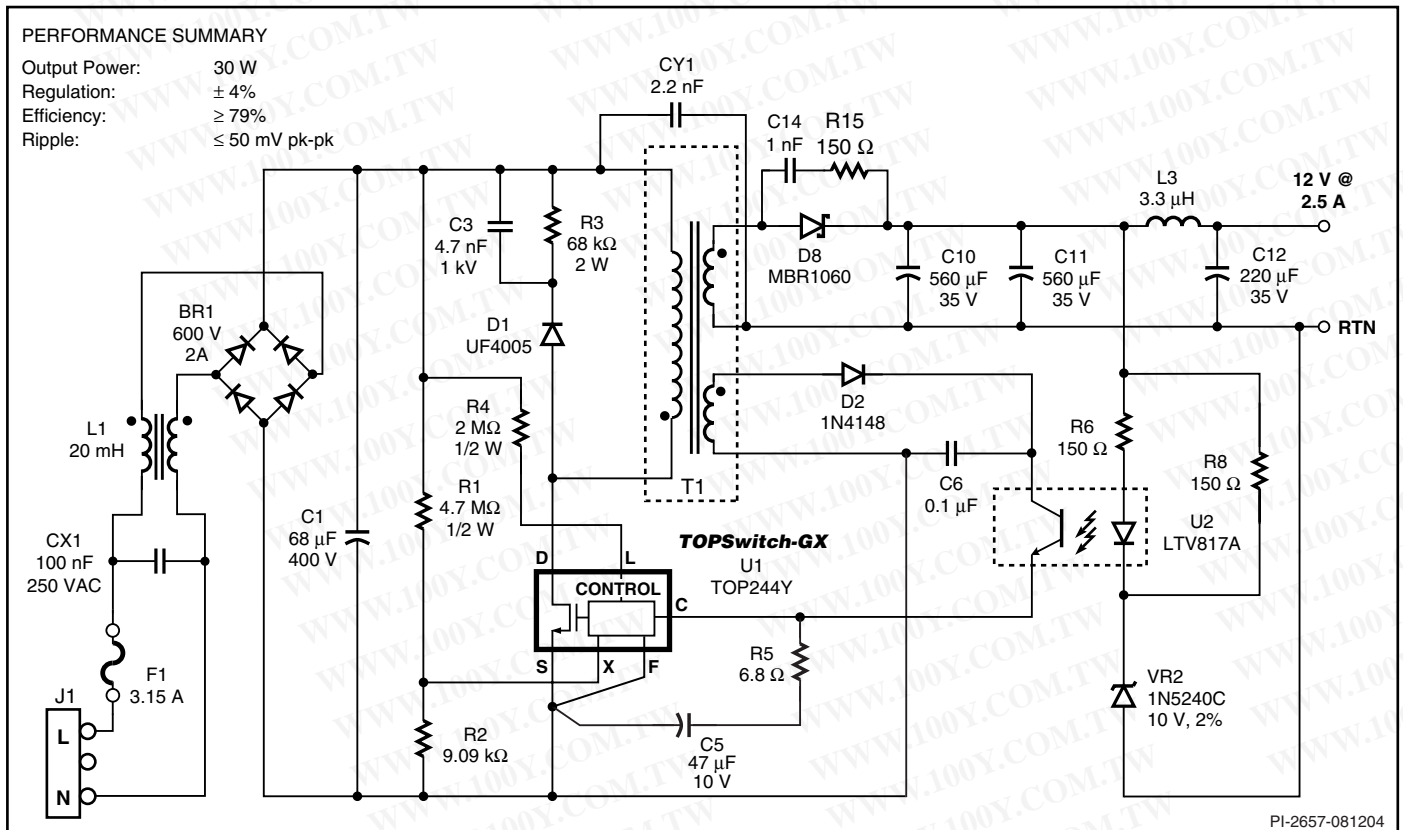 PERFORMANCE SUMMARY
Output Power: 30 W
Regulation: ± 4%
Efficiency: ≥ 79%
Ripple: ≤ 50 mV pk-pk
CY1
2.2 nF
C14
1 nF
R15
150 Ω
L3
3.3 μH
12 V @
2.5 A
C3
4.7 nF
1 kV
R3
68 kΩ
2 W
D8
MBR1060
C10
560 μF
35 V
C11
560 μF
35 V
C12
220 μF
35 V
RTN
BR1
600 V
2A
D1
UF4005
D2
1N4148
R4
2 MΩ
1/2 W
L1
20 mH
R6
150 Ω
R8
150 Ω
T1
C6
0.1 μF
R1
4.7 MΩ
1/2 W
C1
68 μF
400 V
CX1
100 nF
250 VAC
U2
LTV817A
TOPSwitch-GX
U1
TOP244Y
D
L
CONTROL
C
S
X
F
R5
6.8 Ω
F1
3.15 A
J1
L
N
VR2
1N5240C
10 V, 2%
R2
9.09 kΩ
C5
47 μF
10 V
PI-2657-081204
WWW.100Y.COM.TW